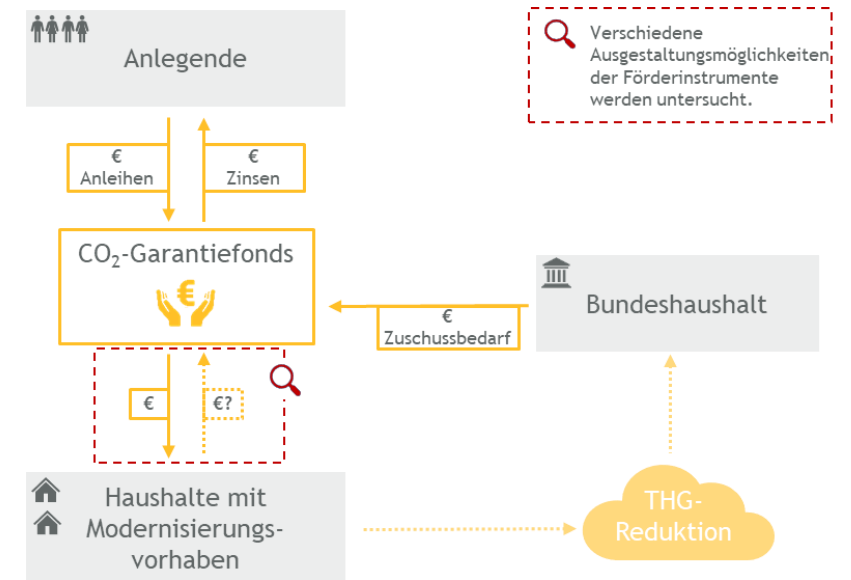 Anlegende
Verschiedene
Ausgestaltungsmöglichkeiten
der Förderinstrumente
werden untersucht.
€
Anleihen
€
Zinsen
CO₂-Garantiefonds
€
Bundeshaushalt
€
Zuschussbedarf
€
€?
Haushalte mit
Modernisierungs-
vorhaben
THG-
Reduktion